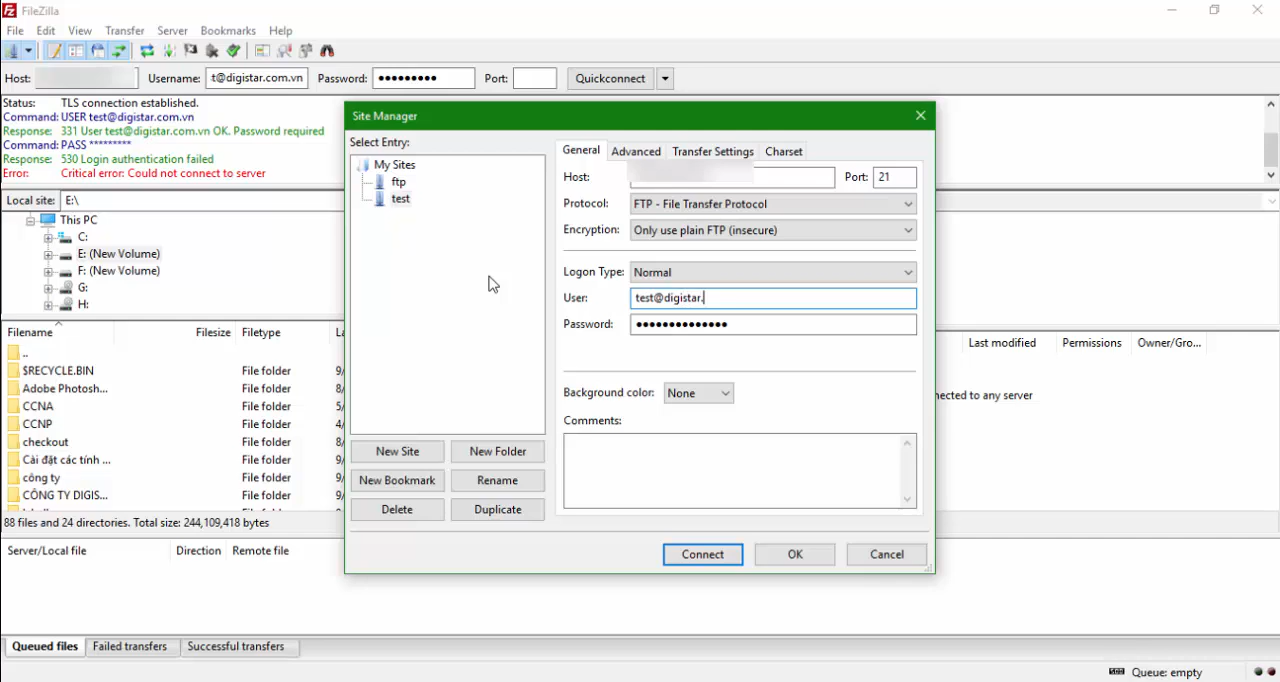 FileZilla
File Edit View Transfer Server Bookmarks Help
Host: Username: t@digistar.com.vn Password: ●●●●●●●●● Port: Quickconnect
Status: TLS connection established.
Command: USER test@digistar.com.vn
Response: 331 User test@digistar.com.vn OK. Password required
Command: PASS *********
Response: 530 Login authentication failed
Error: Critical error: Could not connect to server
Local site: E:\
This PC
C:
E: (New Volume)
F: (New Volume)
G:
H:
Filename Filesize Filetype
..
$RECYCLE.BIN File folder
Adobe Photosh... File folder
CCNA File folder
CCNP File folder
checkout File folder
Cài đặt các tính ... File folder
công ty File folder
CÔNG TY DIGIS... File folder
88 files and 24 directories. Total size: 244,109,418 bytes
Server/Local file Direction Remote file
Queued files Failed transfers Successful transfers
Site Manager
Select Entry:
My Sites
ftp
test
New Site New Folder
New Bookmark Rename
Delete Duplicate
General Advanced Transfer Settings Charset
Host: Port: 21
Protocol: FTP - File Transfer Protocol
Encryption: Only use plain FTP (insecure)
Logon Type: Normal
User: test@digistar.
Password: ●●●●●●●●●●●●●●
Background color: None
Comments:
Connect OK Cancel
Last modified Permissions Owner/Gro...
ected to any server
Queue: empty